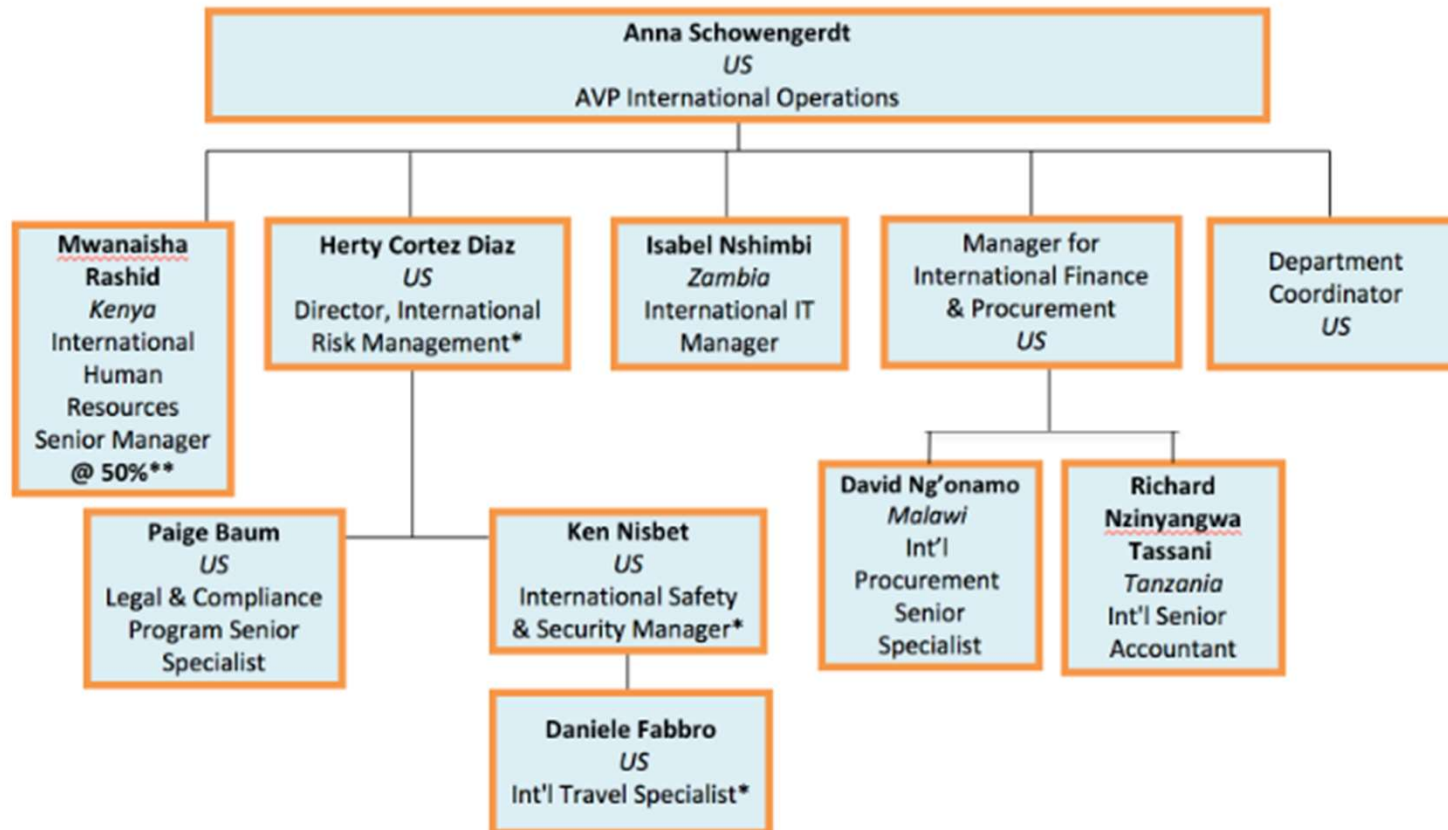 Anna Schowengerdt
US
AVP International Operations
Mwanaisha
Rashid
Kenya
International
Human
Resources
Senior Manager
@ 50%**
Herty Cortez Diaz
US
Director, International
Risk Management*
Isabel Nshimbi
Zambia
International IT
Manager
Manager for
International Finance
& Procurement
US
Department
Coordinator
US
Paige Baum
US
Legal & Compliance
Program Senior
Specialist
Ken Nisbet
US
International Safety
& Security Manager*
David Ng’onamo
Malawi
Int’l
Procurement
Senior
Specialist
Richard
Nzinyangwa
Tassani
Tanzania
Int'l Senior
Accountant
Daniele Fabbro
US
Int'l Travel Specialist*